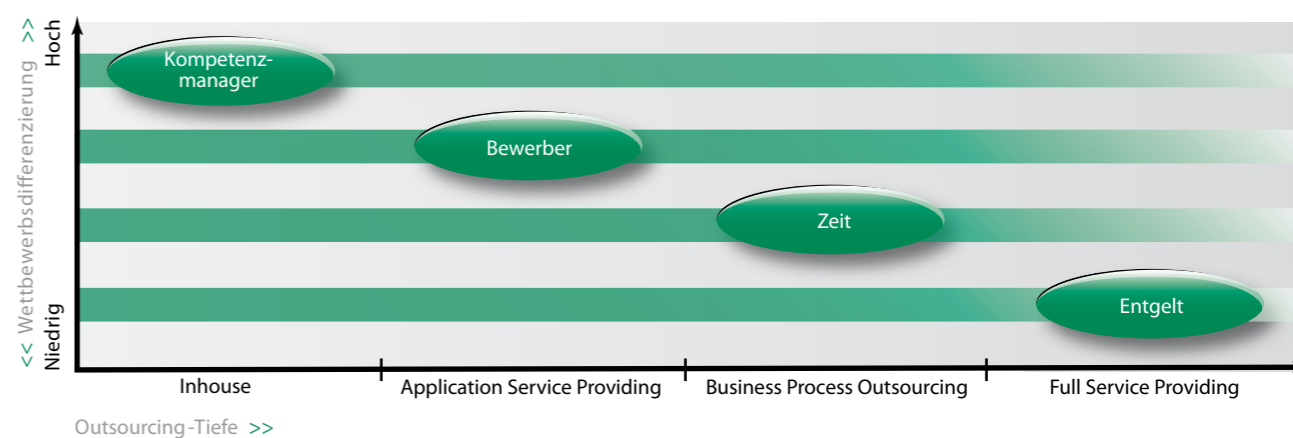 << Wettbewerbsdifferenzierung >>
Hoch
Niedrig
Kompetenz-
manager
Bewerber
Zeit
Entgelt
Inhouse
Application Service Providing
Business Process Outsourcing
Full Service Providing
Outsourcing-Tiefe >>